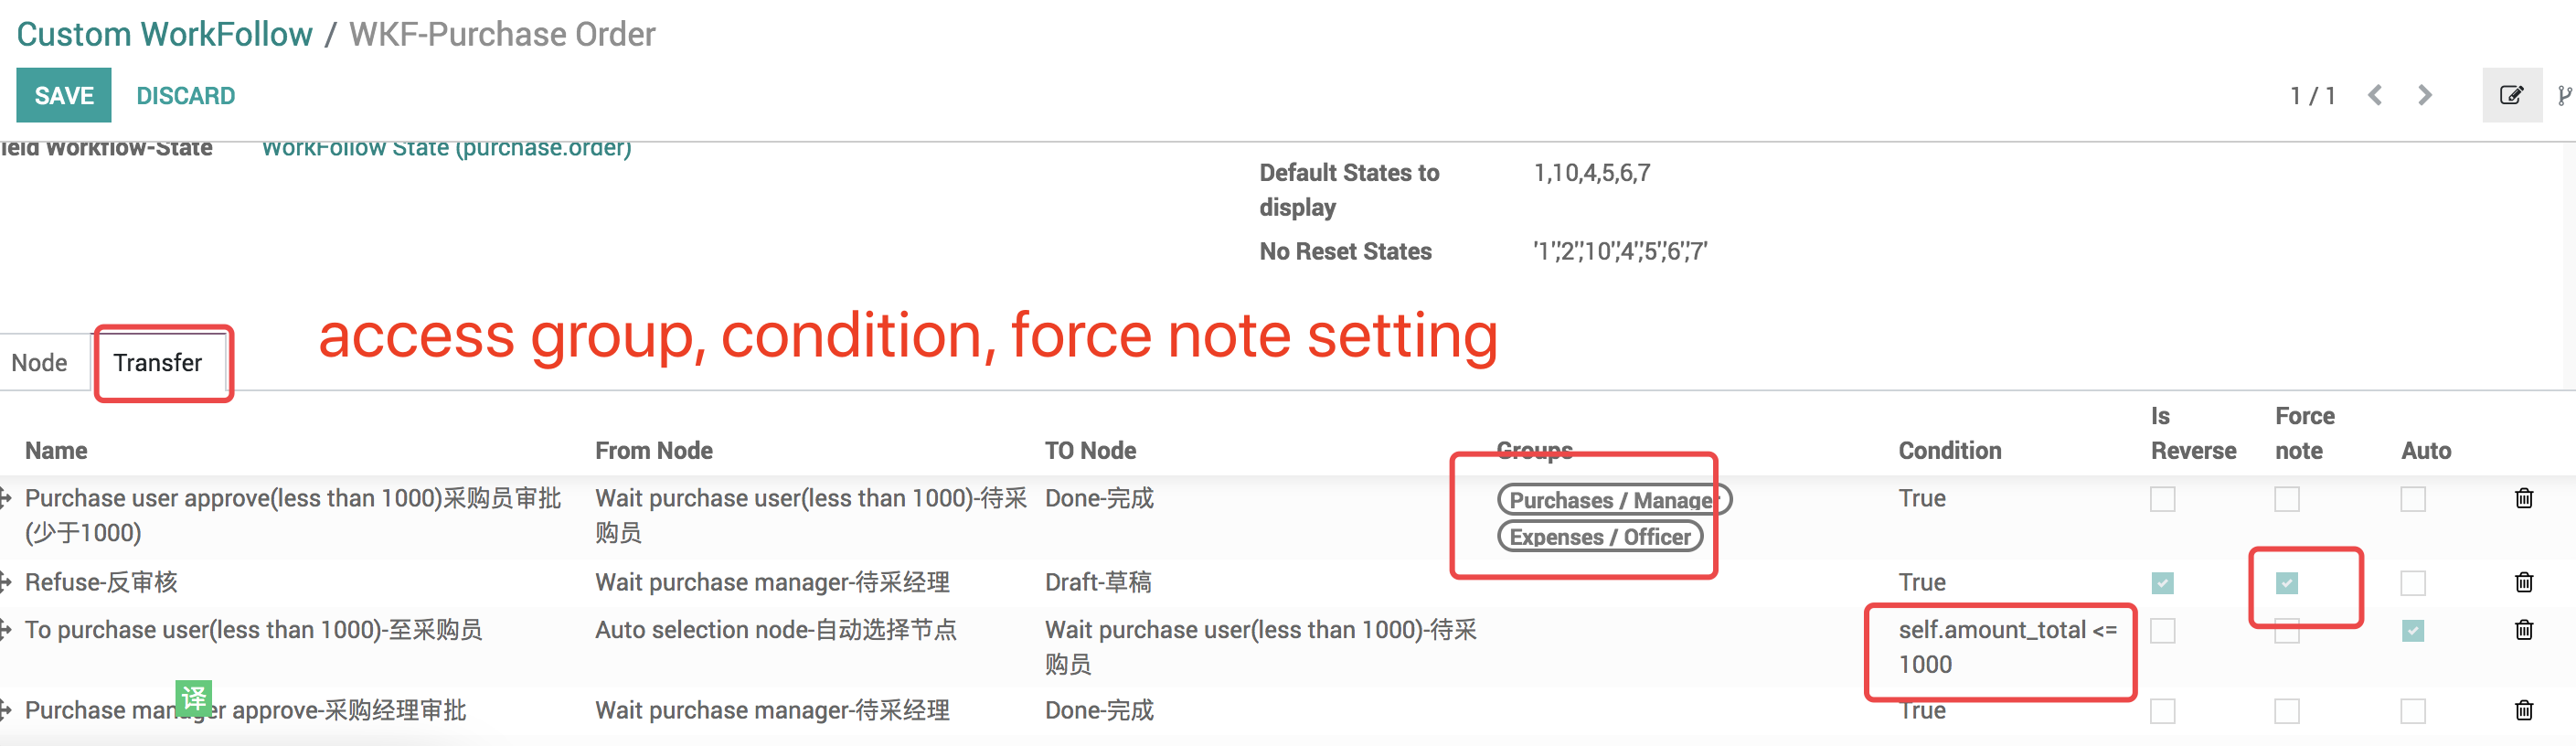 Custom WorkFollow / WKF-Purchase Order
SAVE DISCARD 1 / 1
ield Workflow-State WorkFollow State (purchase.order)
Default States to display 1,10,4,5,6,7
No Reset States '1','2','10','4','5','6','7'
access group, condition, force note setting
Node Transfer
Name From Node TO Node Groups Condition Is Reverse Force note Auto
Purchase user approve(less than 1000)采购员审批
(少于1000)
Wait purchase user(less than 1000)-待采
购员
Done-完成
Purchases / Manager
Expenses / Officer
True
Refuse-反审核 Wait purchase manager-待采经理 Draft-草稿 True
To purchase user(less than 1000)-至采购员 Auto selection node-自动选择节点
Wait purchase user(less than 1000)-待采
购员
self.amount_total <=
1000
译
Purchase manager approve-采购经理审批 Wait purchase manager-待采经理 Done-完成 True